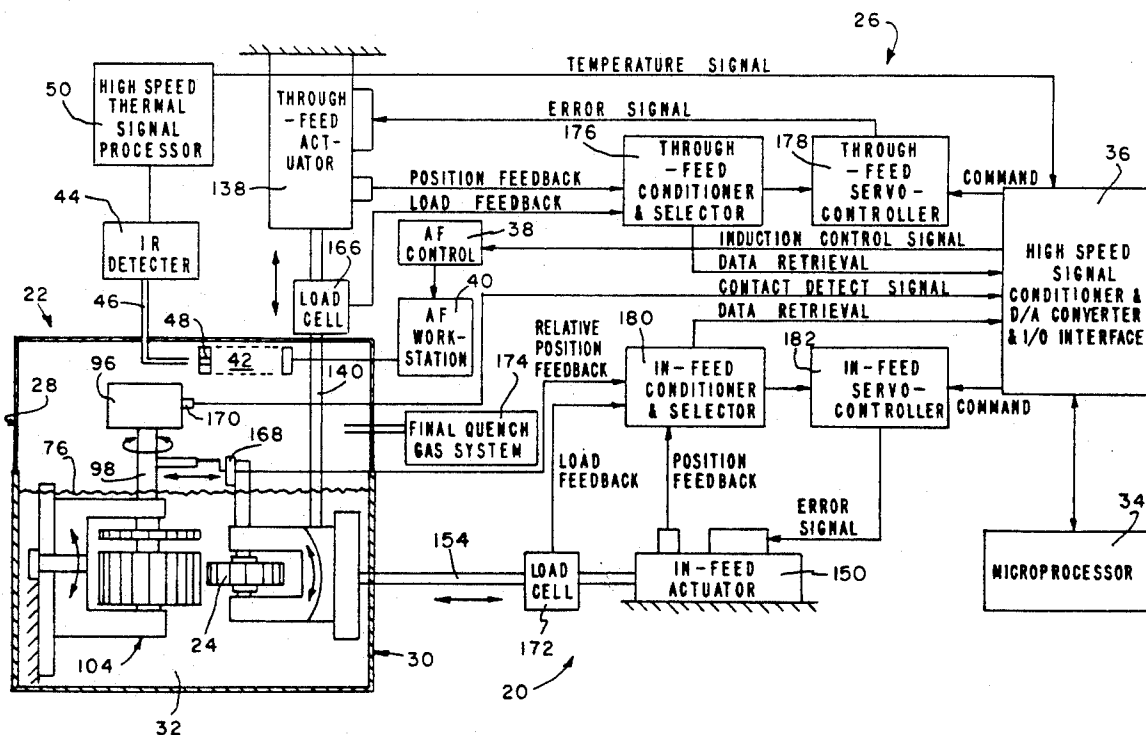 26
TEMPERATURE SIGNAL
HIGH SPEED
THERMAL
SIGNAL
PROCESSOR
50
THROUGH
-FEED
ACT-
UATOR
138
ERROR SIGNAL
176
THROUGH
-FEED
CONDITIONER
& SELECTOR
178
THROUGH
-FEED
SERVO-
CONTROLLER
36
COMMAND
POSITION FEEDBACK
LOAD FEEDBACK
44
IR
DETECTER
AF
CONTROL
38
INDUCTION CONTROL SIGNAL
DATA RETRIEVAL
CONTACT DETECT SIGNAL
DATA RETRIEVAL
HIGH SPEED
SIGNAL
CONDITIONER &
D/A CONVERTER
& I/O INTERFACE
166
LOAD
CELL
40
AF
WORK-
STATION
46
22
48
42
RELATIVE
POSITION
FEEDBACK
180
IN-FEED
CONDITIONER
& SELECTOR
182
IN-FEED
SERVO-
CONTROLLER
COMMAND
96
140
174
28
170
FINAL QUENCH
GAS SYSTEM
76
98
168
LOAD
FEEDBACK
POSITION
FEEDBACK
ERROR
SIGNAL
34
MICROPROCESSOR
154
LOAD
CELL
172
IN-FEED
ACTUATOR
150
24
104
30
20
32